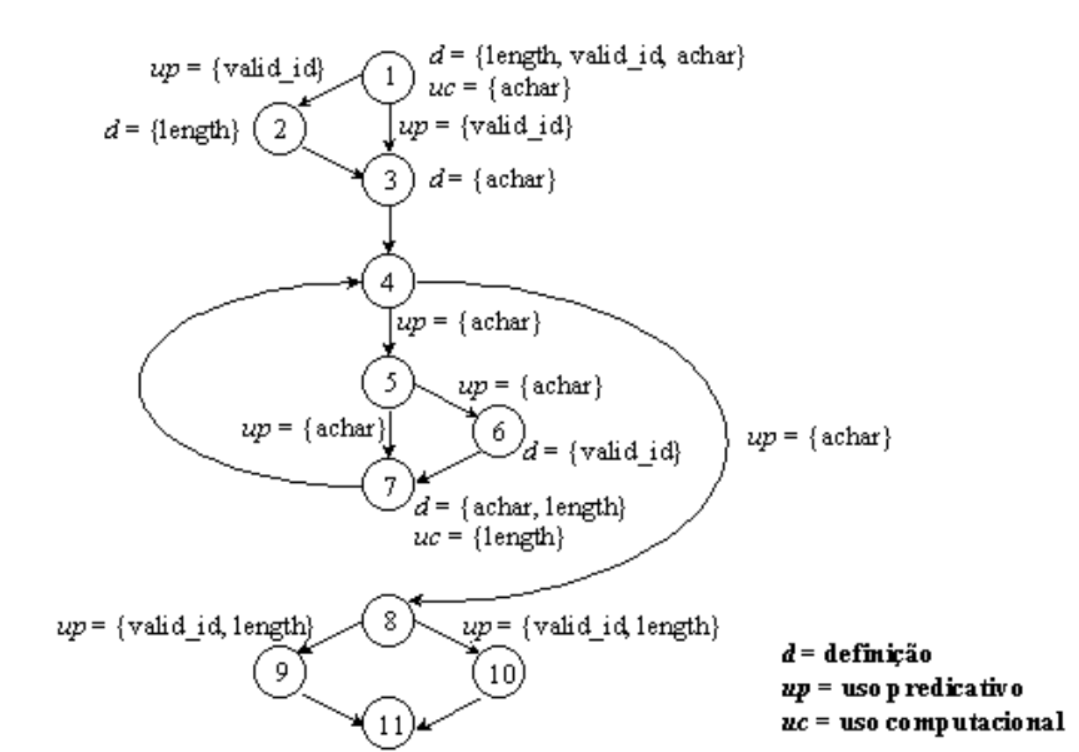 d = {length, valid_id, achar}
up = {valid_id}
1
uc = {achar}
d = {length}
2
up = {valid_id}
3
d = {achar}
4
up = {achar}
5
up = {achar}
up = {achar}
6
up = {achar}
d = {valid_id}
7
d = {achar, length}
uc = {length}
8
up = {valid_id, length}
up = {valid_id, length}
9
10
11
d = definição
up = uso predicativo
uc = uso computacional